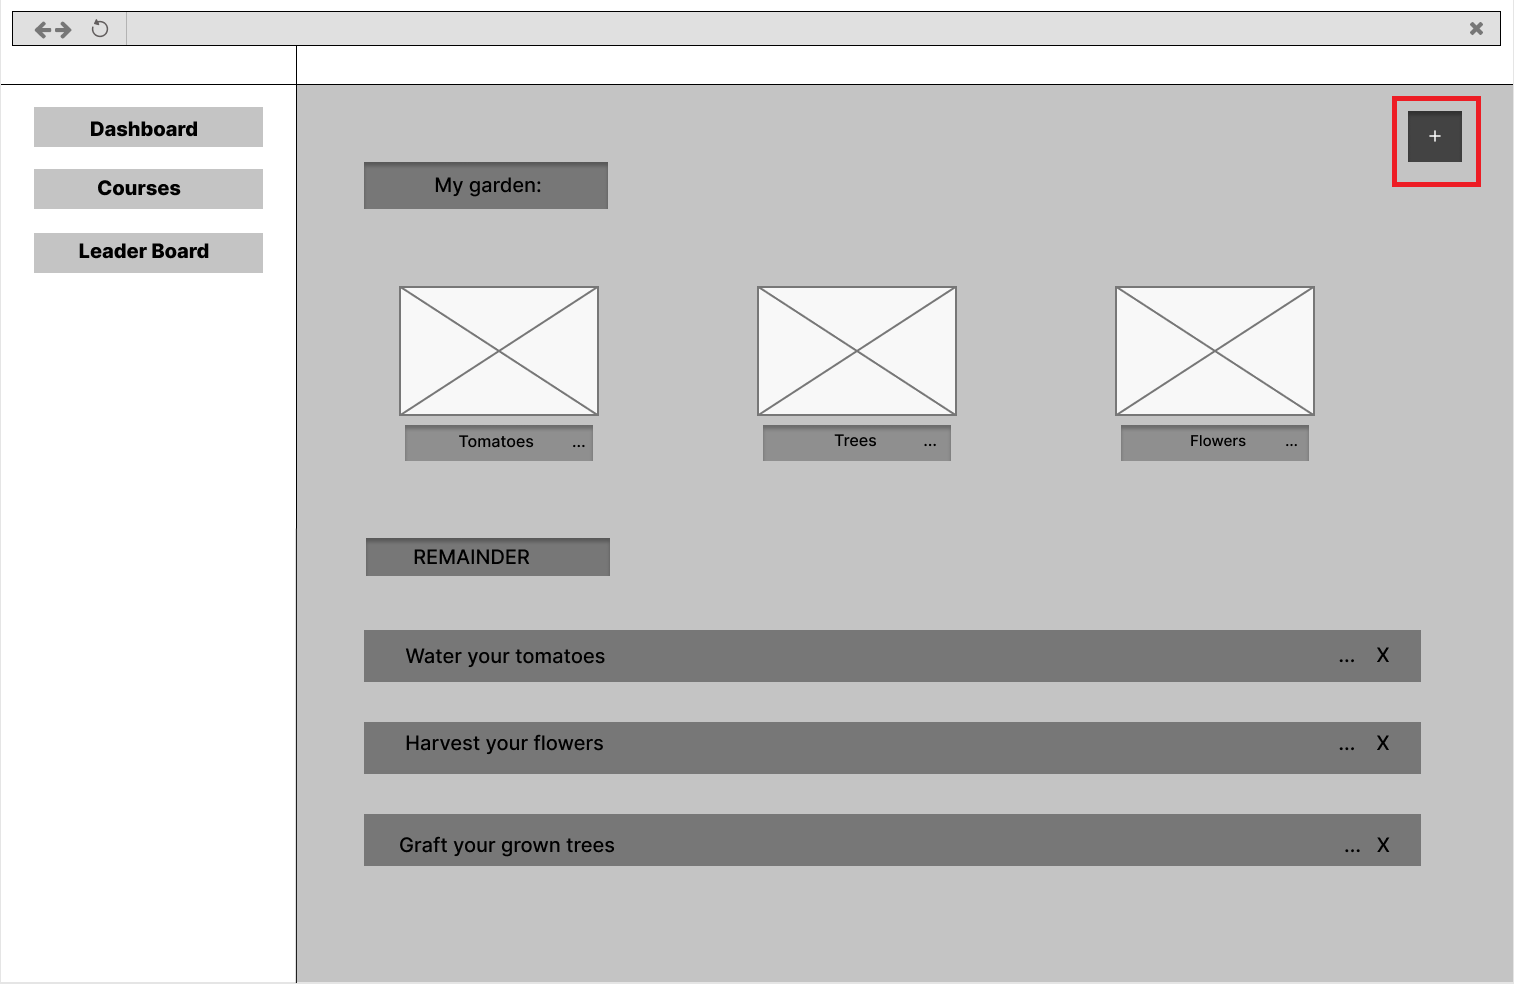 Dashboard
Courses
Leader Board
+
My garden:
Tomatoes ...
Trees ...
Flowers ...
REMAINDER
Water your tomatoes ... X
Harvest your flowers ... X
Graft your grown trees ... X